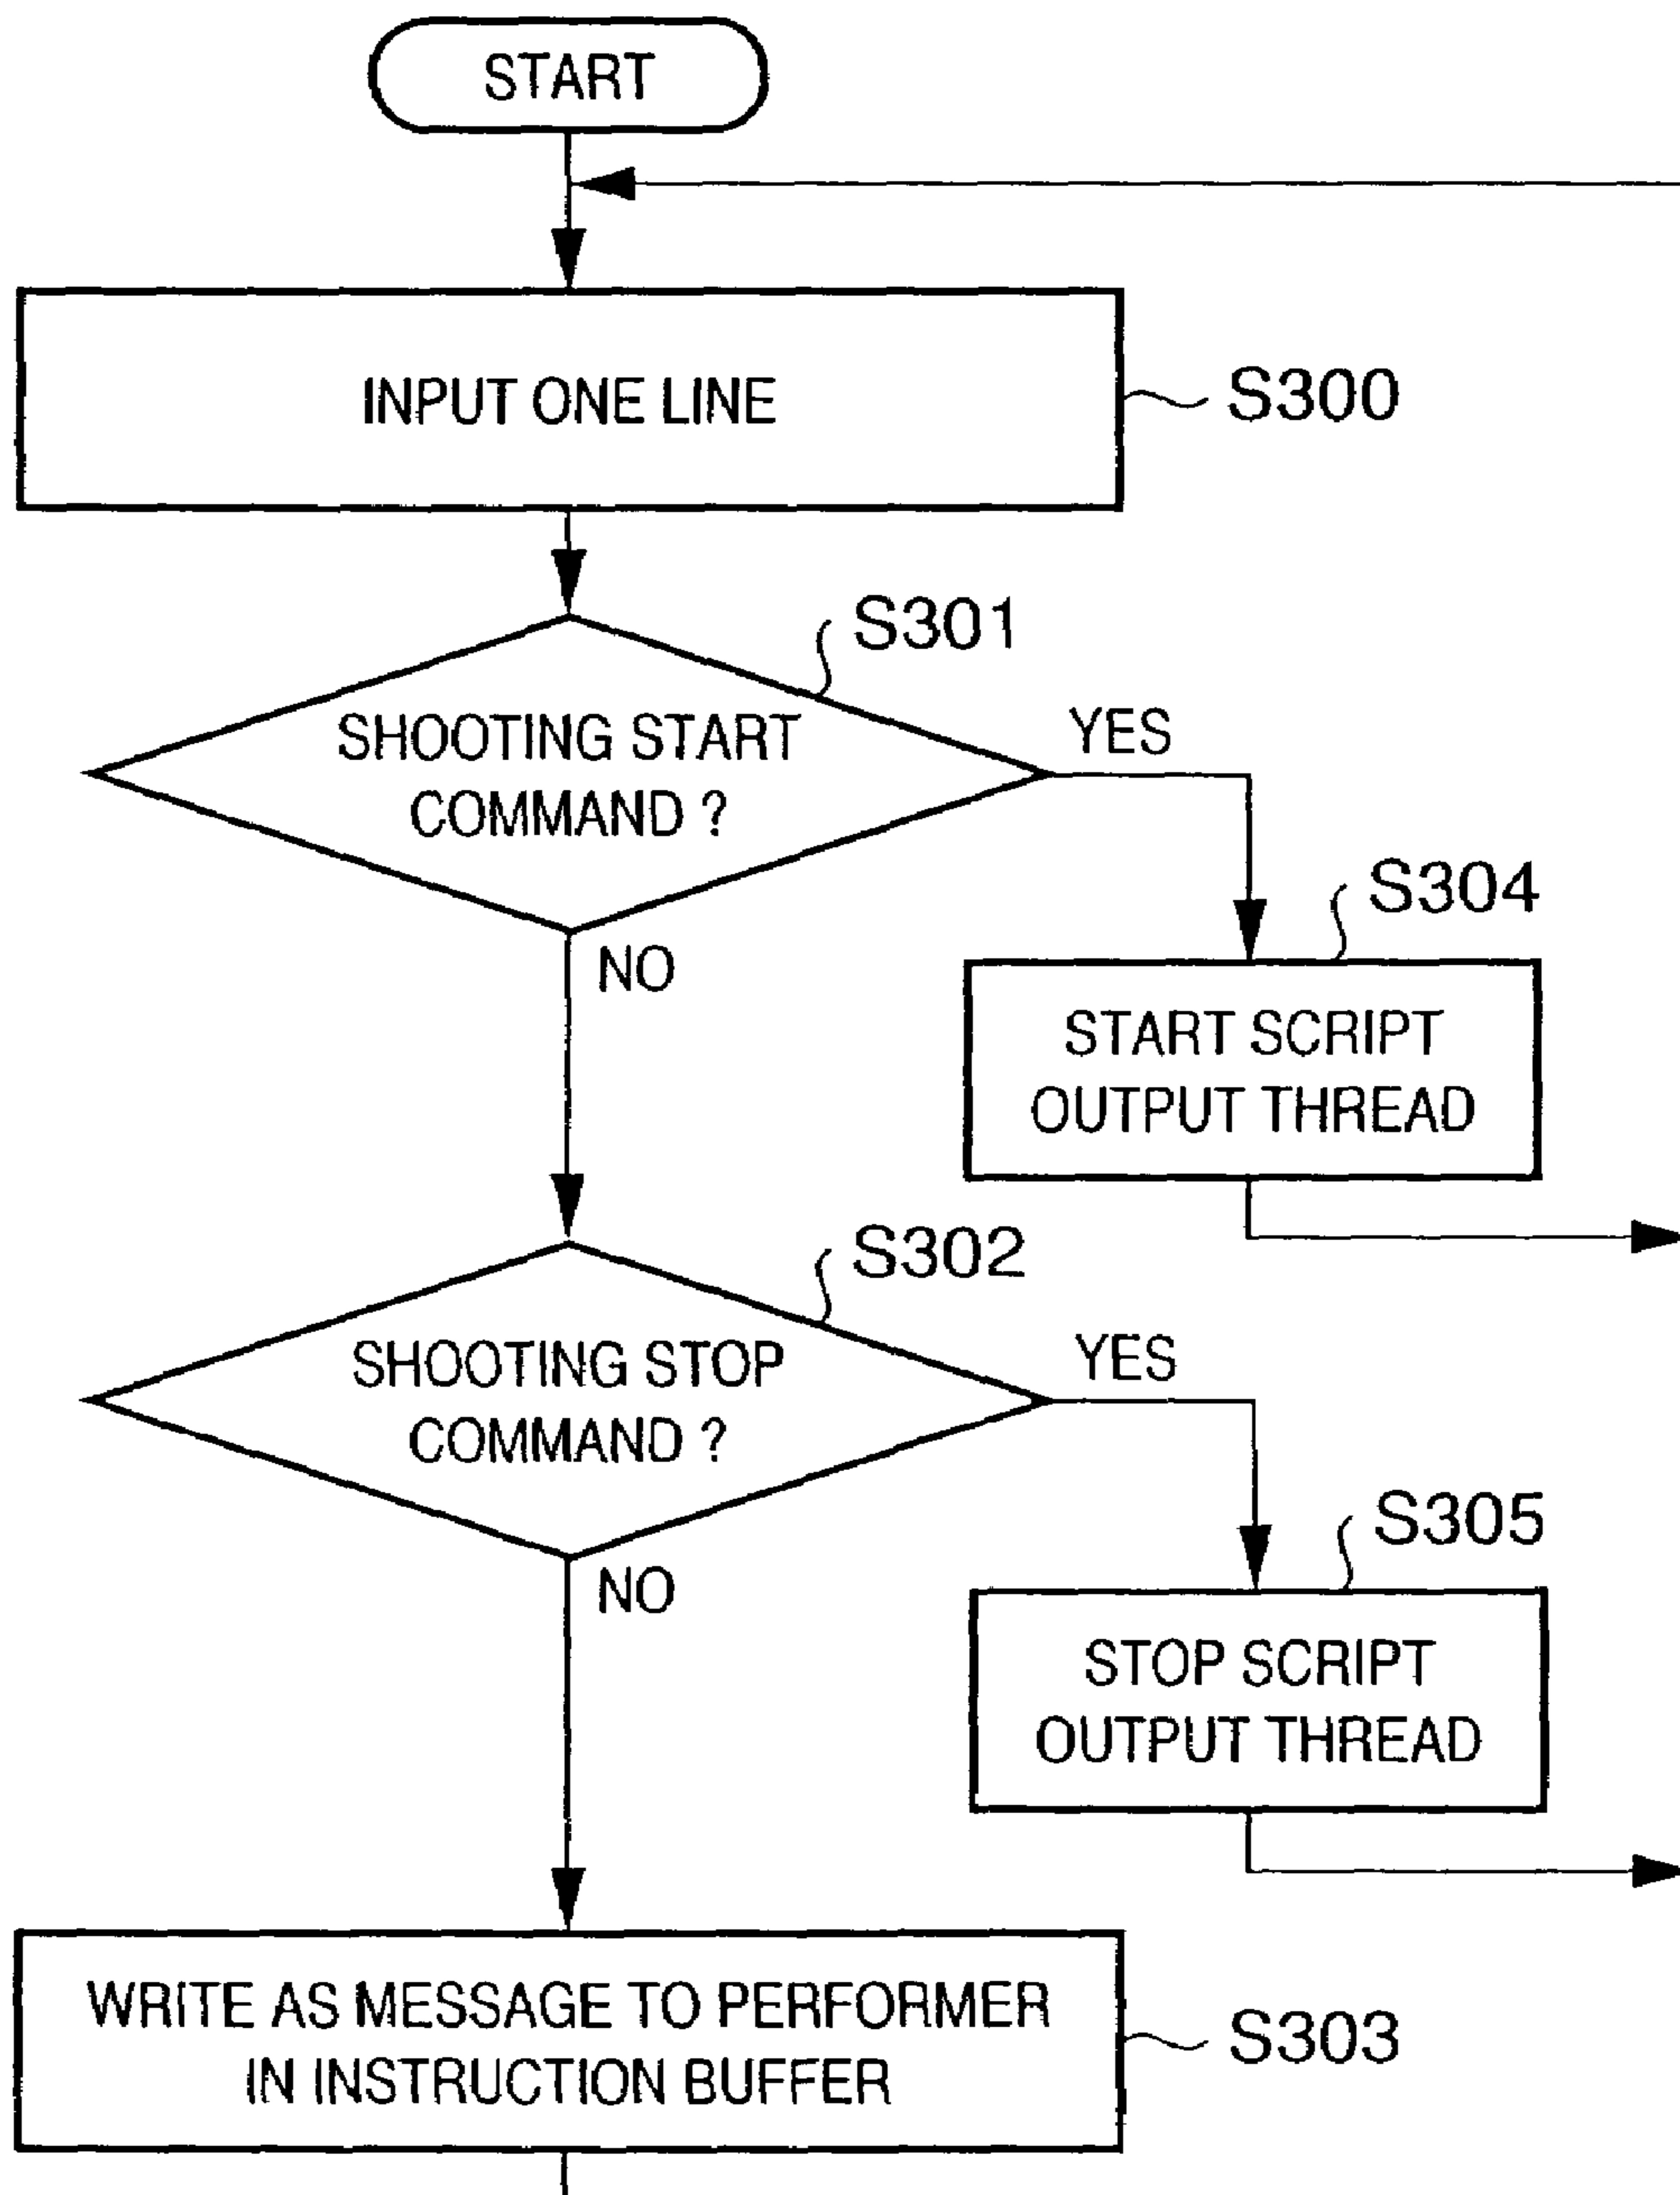 START
INPUT ONE LINE
S300
S301
SHOOTING START
COMMAND ?
YES
NO
S304
START SCRIPT
OUTPUT THREAD
S302
SHOOTING STOP
COMMAND ?
YES
NO
S305
STOP SCRIPT
OUTPUT THREAD
WRITE AS MESSAGE TO PERFORMER
IN INSTRUCTION BUFFER
S303